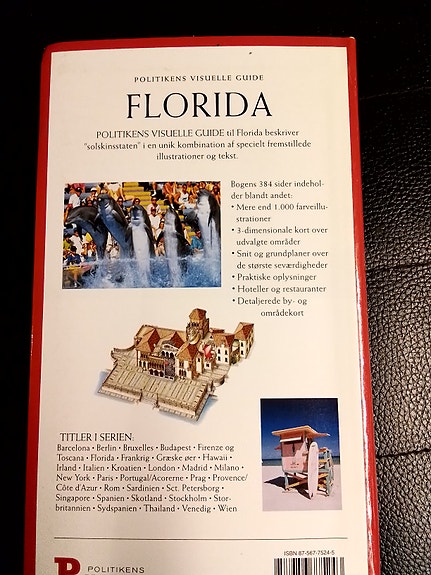 POLITIKENS VISUELLE GUIDE
FLORIDA
POLITIKENS VISUELLE GUIDE til Florida beskriver
"solskinsstaten" i en unik kombination af specielt fremstillede
illustrationer og tekst.
Bogens 384 sider indehol-
der blandt andet:
• Mere end 1.000 farveillu-
strationer
• 3-dimensionale kort over
udvalgte områder
• Snit og grundplaner over
de største seværdigheder
• Praktiske oplysninger
• Hoteller og restauranter
• Detaljerede by- og
områdekort
TITLER I SERIEN:
Barcelona • Berlin • Bruxelles • Budapest • Firenze og
Toscana • Florida • Frankrig • Græske øer • Hawaii •
Irland • Italien • Kroatien • London • Madrid • Milano •
New York • Paris • Portugal/Acorerne • Prag • Provence/
Côte d'Azur • Rom • Sardinien • Sct. Petersborg •
Singapore • Spanien • Skotland • Stockholm • Stor-
britannien • Sydspanien • Thailand • Venedig • Wien
ISBN 87-567-7524-5
P POLITIKENS